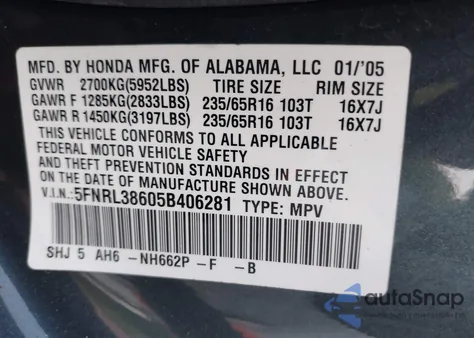 MFD. BY HONDA MFG. OF ALABAMA, LLC 01/'05
GVWR 2700KG(5952LBS) TIRE SIZE RIM SIZE
GAWR F 1285KG(2833LBS) 235/65R16 103T 16X7J
GAWR R 1450KG(3197LBS) 235/65R16 103T 16X7J
THIS VEHICLE CONFORMS TO ALL APPLICABLE
FEDERAL MOTOR VEHICLE SAFETY
AND THEFT PREVENTION STANDARDS IN EFFECT
ON THE DATE OF MANUFACTURE SHOWN ABOVE.
V.I.N.:5FNRL38605B406281 TYPE: MPV
SHJ 5 AH6 -NH662P -F -B
autoSnap